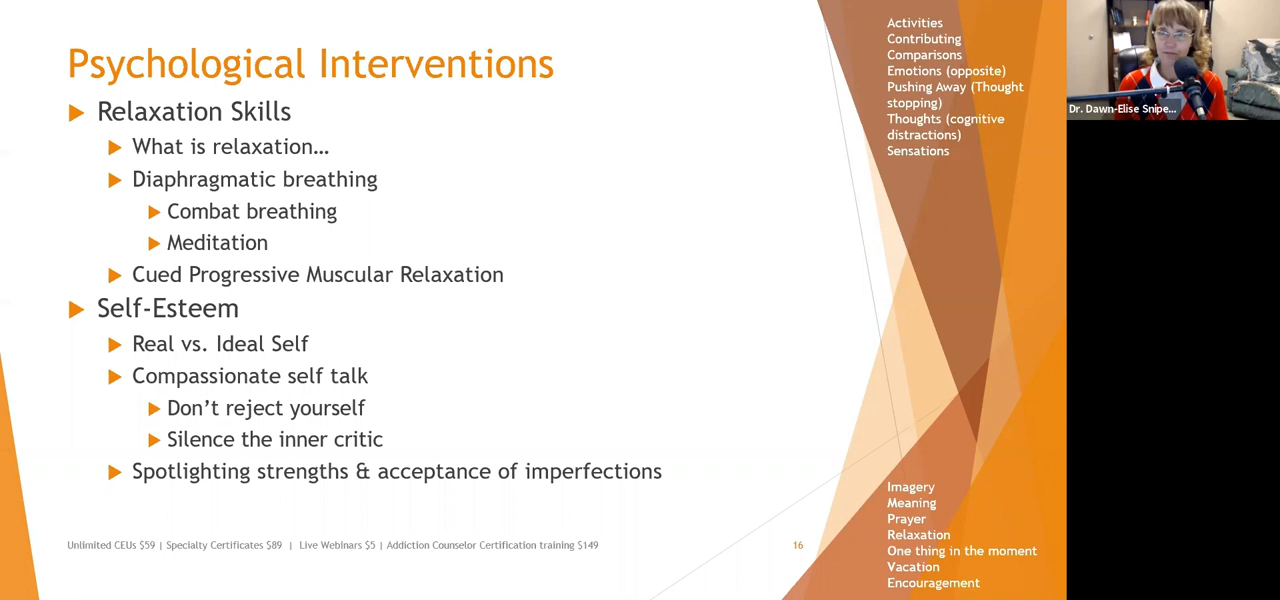 Psychological Interventions
Relaxation Skills
What is relaxation…
Diaphragmatic breathing
Combat breathing
Meditation
Cued Progressive Muscular Relaxation
Self-Esteem
Real vs. Ideal Self
Compassionate self talk
Don’t reject yourself
Silence the inner critic
Spotlighting strengths & acceptance of imperfections
Unlimited CEUs $59 | Specialty Certificates $89 | Live Webinars $5 | Addiction Counselor Certification training $149
16
Activities
Contributing
Comparisons
Emotions (opposite)
Pushing Away (Thought
stopping)
Thoughts (cognitive
distractions)
Sensations
Imagery
Meaning
Prayer
Relaxation
One thing in the moment
Vacation
Encouragement
Dr. Dawn-Elise Snipe...